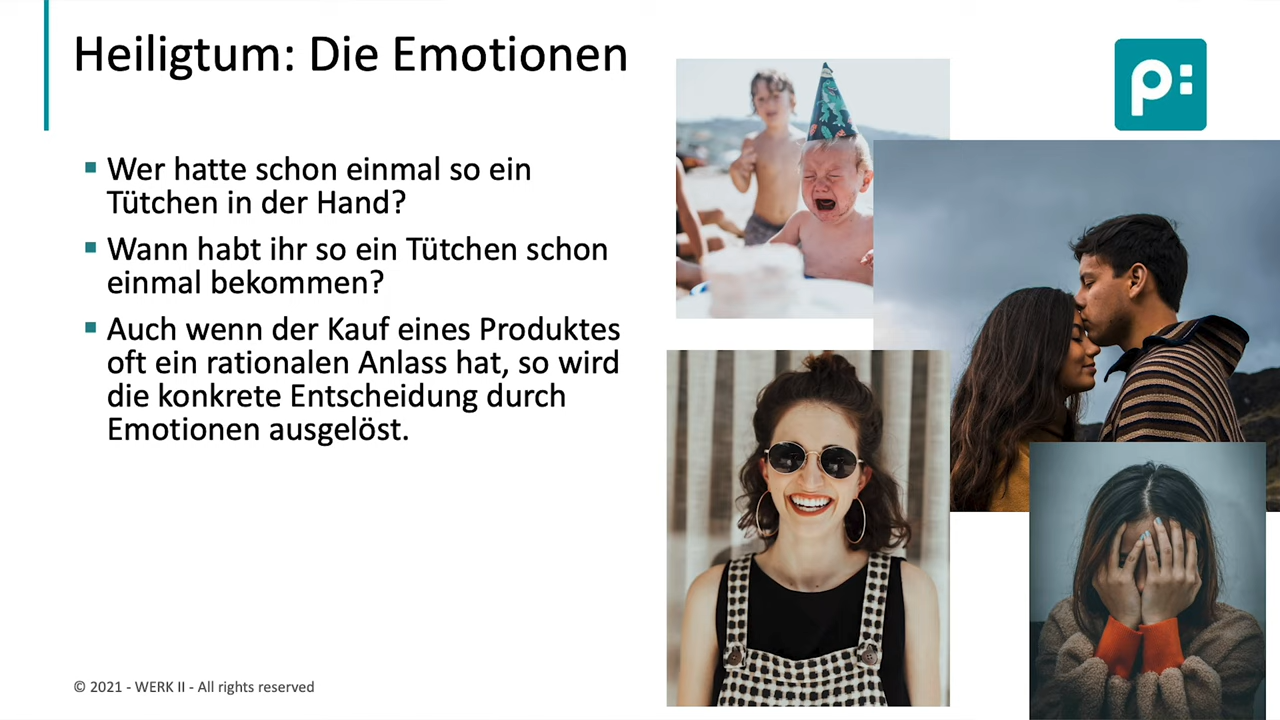 Heiligtum: Die Emotionen
p:
Wer hatte schon einmal so ein
Tütchen in der Hand?
Wann habt ihr so ein Tütchen schon
einmal bekommen?
Auch wenn der Kauf eines Produktes
oft ein rationalen Anlass hat, so wird
die konkrete Entscheidung durch
Emotionen ausgelöst.
© 2021 - WERK II - All rights reserved